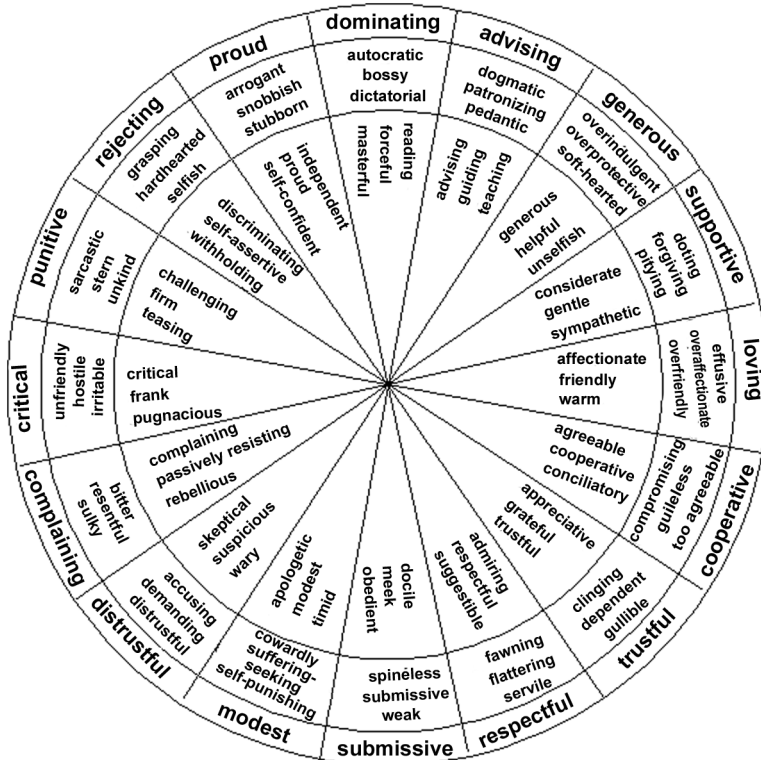 dominating
autocratic
bossy
dictatorial
reading
forceful
masterful
advising
dogmatic
patronizing
pedantic
advising
guiding
teaching
generous
overindulgent
overprotective
soft-hearted
generous
helpful
unselfish
supportive
doting
forgiving
pitying
considerate
gentle
sympathetic
loving
effusive
overaffectionate
overfriendly
affectionate
friendly
warm
cooperative
compromising
guileless
too agreeable
agreeable
cooperative
conciliatory
trustful
clinging
dependent
gullible
appreciative
grateful
trustful
respectful
fawning
flattering
servile
admiring
respectful
suggestible
submissive
spineless
submissive
weak
docile
meek
obedient
modest
cowardly
suffering-
seeking
self-punishing
apologetic
modest
timid
distrustful
accusing
demanding
distrustful
skeptical
suspicious
wary
complaining
bitter
resentful
sulky
complaining
passively resisting
rebellious
critical
unfriendly
hostile
irritable
critical
frank
pugnacious
punitive
sarcastic
stern
unkind
challenging
firm
teasing
rejecting
grasping
hardhearted
selfish
discriminating
self-assertive
withholding
proud
arrogant
snobbish
stubborn
independent
proud
self-confident